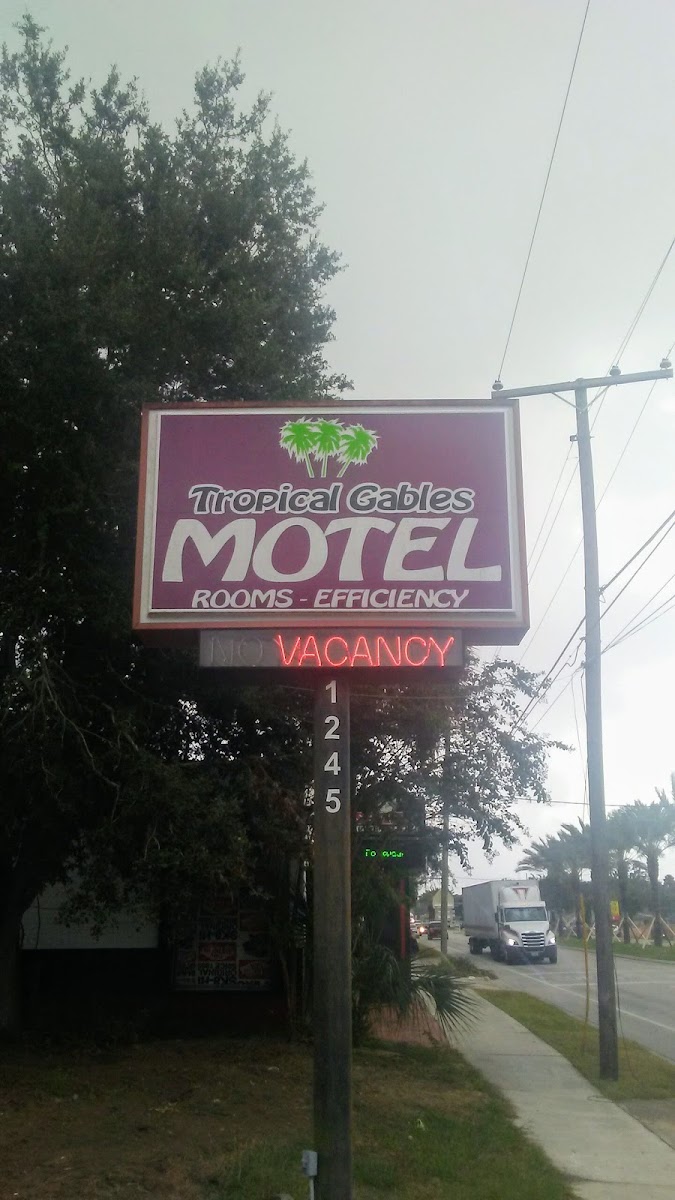 Tropical Gables
MOTEL
ROOMS - EFFICIENCY
NO VACANCY
1
2
4
5